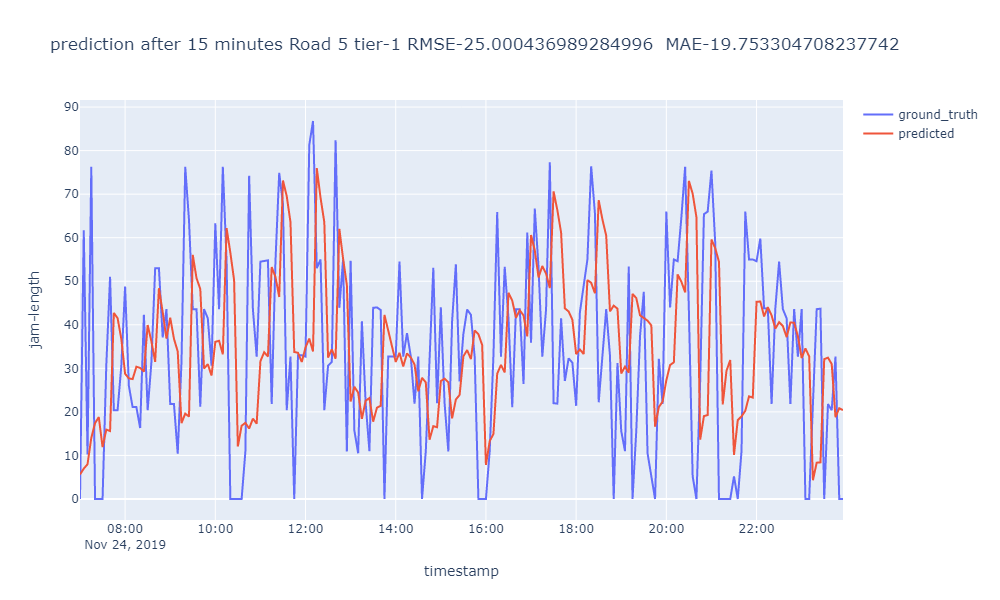 prediction after 15 minutes Road 5 tier-1 RMSE-25.000436989284996  MAE-19.753304708237742
ground_truth
predicted
jam-length
90
80
70
60
50
40
30
20
10
0
08:00 10:00 12:00 14:00 16:00 18:00 20:00 22:00
Nov 24, 2019
timestamp